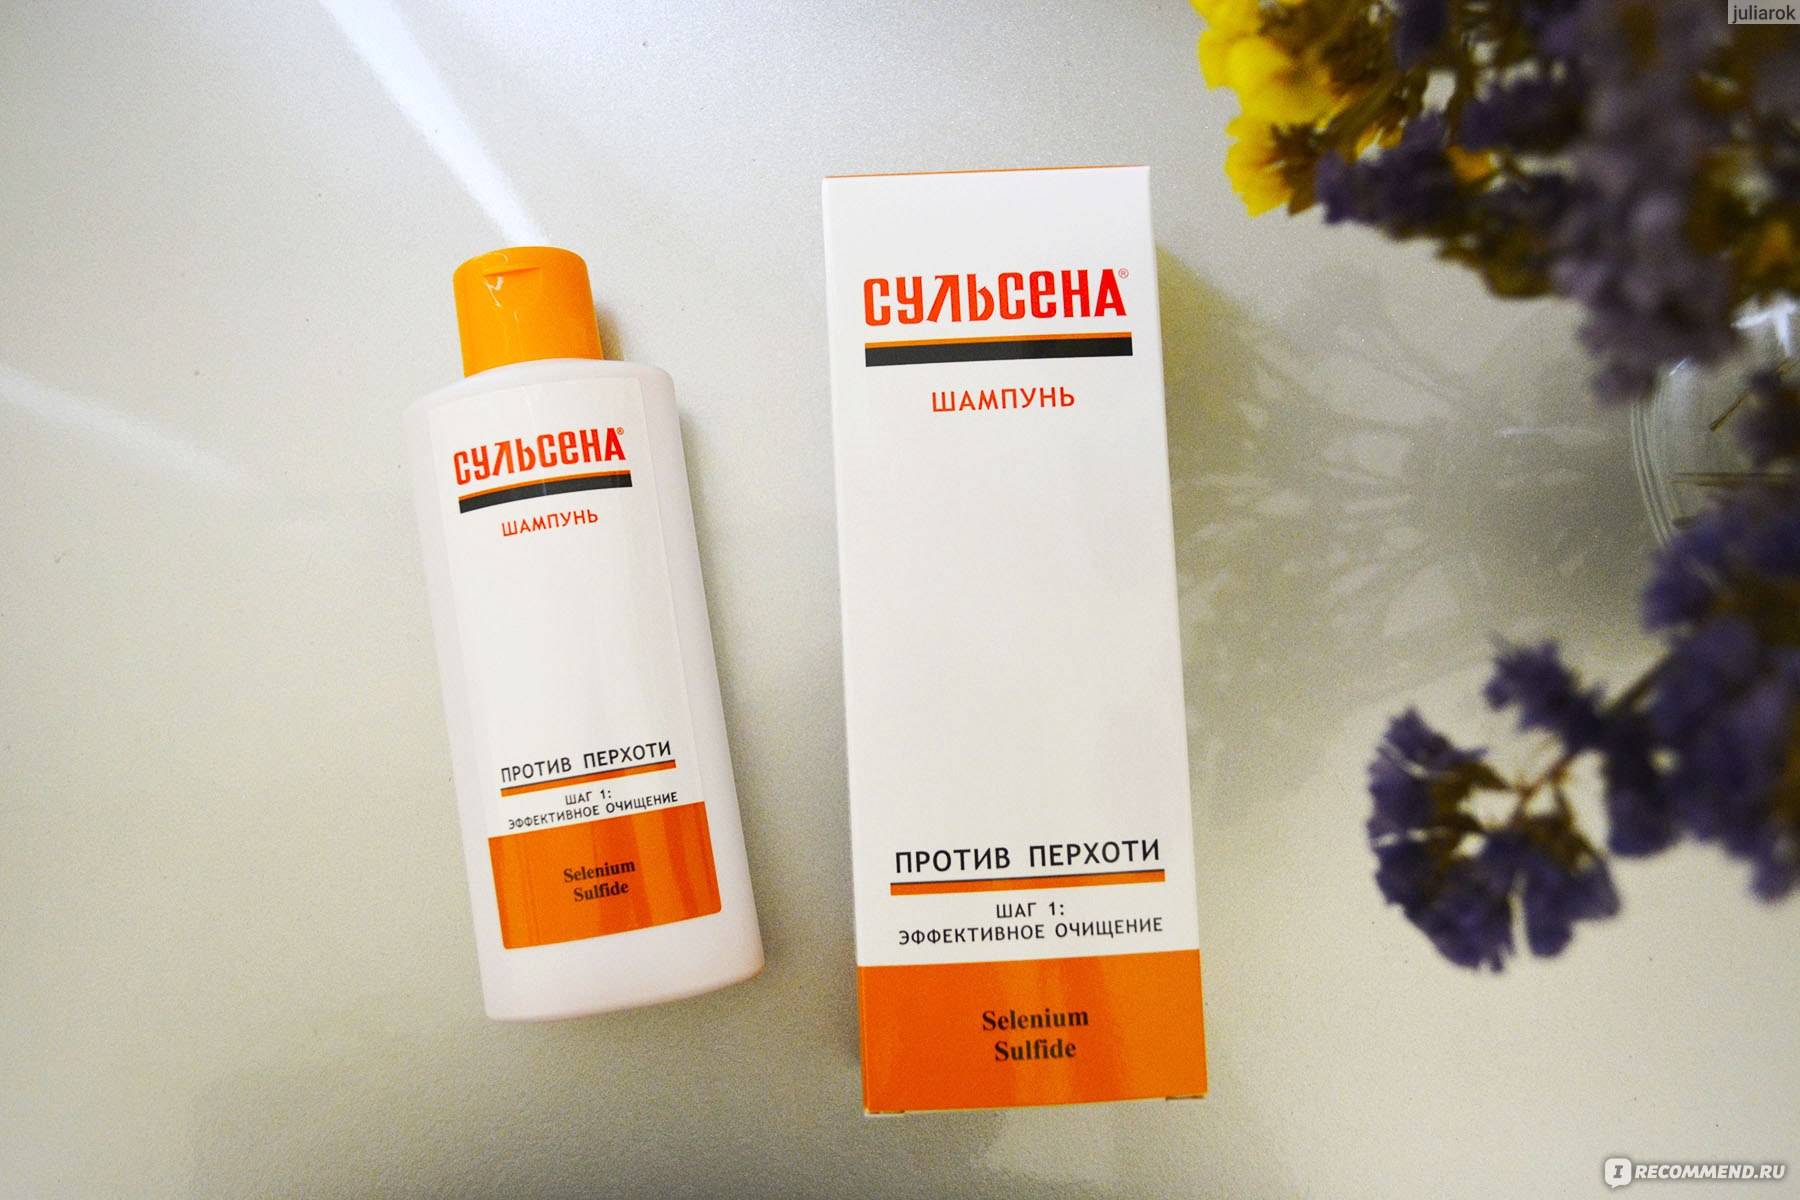 juliarok
СУЛЬСЕНА®
ШАМПУНЬ
ПРОТИВ ПЕРХОТИ
ШАГ 1:
ЭФФЕКТИВНОЕ ОЧИЩЕНИЕ
Selenium
Sulfide
СУЛЬСЕНА®
ШАМПУНЬ
ПРОТИВ ПЕРХОТИ
ШАГ 1:
ЭФФЕКТИВНОЕ ОЧИЩЕНИЕ
Selenium
Sulfide
I RECOMMEND.RU